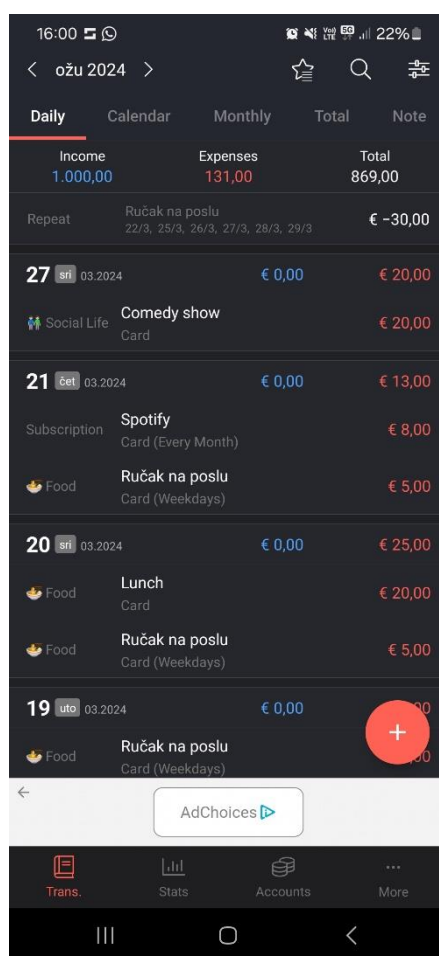 16:00 22%
< ožu 2024 >
Daily Calendar Monthly Total Note
Income Expenses Total
1.000,00 131,00 869,00
Repeat Ručak na poslu € -30,00
22/3, 25/3, 26/3, 27/3, 28/3, 29/3
27 sri 03.2024 € 0,00 € 20,00
Social Life Comedy show € 20,00
Card
21 čet 03.2024 € 0,00 € 13,00
Subscription Spotify € 8,00
Card (Every Month)
Food Ručak na poslu € 5,00
Card (Weekdays)
20 sri 03.2024 € 0,00 € 25,00
Food Lunch € 20,00
Card
Food Ručak na poslu € 5,00
Card (Weekdays)
19 uto 03.2024 € 0,00
Food Ručak na poslu
Card (Weekdays)
+
AdChoices
Trans. Stats Accounts More